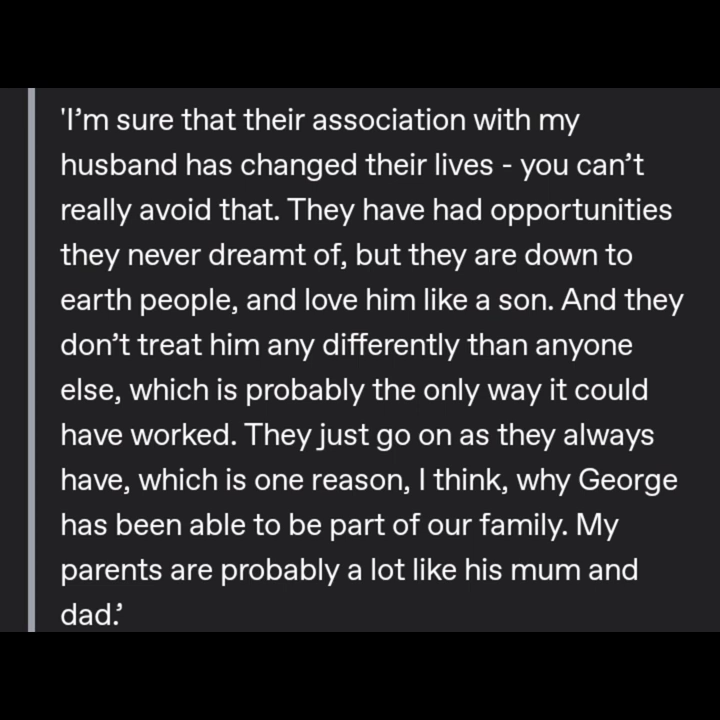 'I’m sure that their association with my
husband has changed their lives - you can’t
really avoid that. They have had opportunities
they never dreamt of, but they are down to
earth people, and love him like a son. And they
don’t treat him any differently than anyone
else, which is probably the only way it could
have worked. They just go on as they always
have, which is one reason, I think, why George
has been able to be part of our family. My
parents are probably a lot like his mum and
dad.’